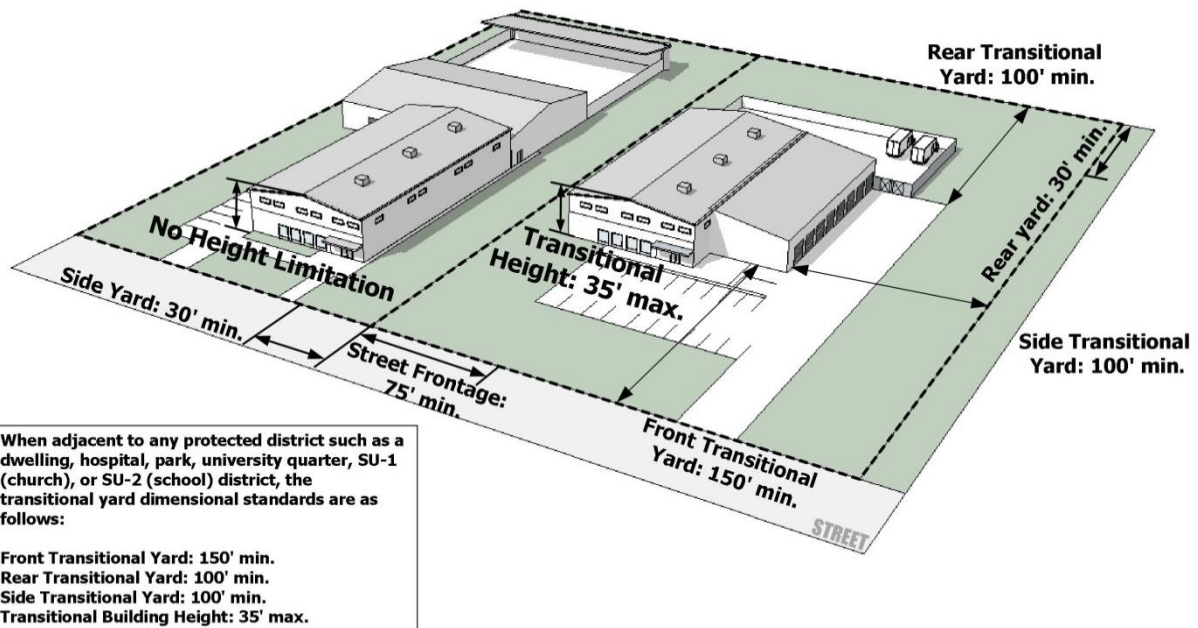 Rear Transitional
Yard: 100' min.
Rear yard: 30' min.
No Height Limitation
Transitional
Height: 35' max.
Side Yard: 30' min.
Street Frontage:
75' min.
Side Transitional
Yard: 100' min.
Front Transitional
Yard: 150' min.
STREET
When adjacent to any protected district such as a
dwelling, hospital, park, university quarter, SU-1
(church), or SU-2 (school) district, the
transitional yard dimensional standards are as
follows:
Front Transitional Yard: 150' min.
Rear Transitional Yard: 100' min.
Side Transitional Yard: 100' min.
Transitional Building Height: 35' max.